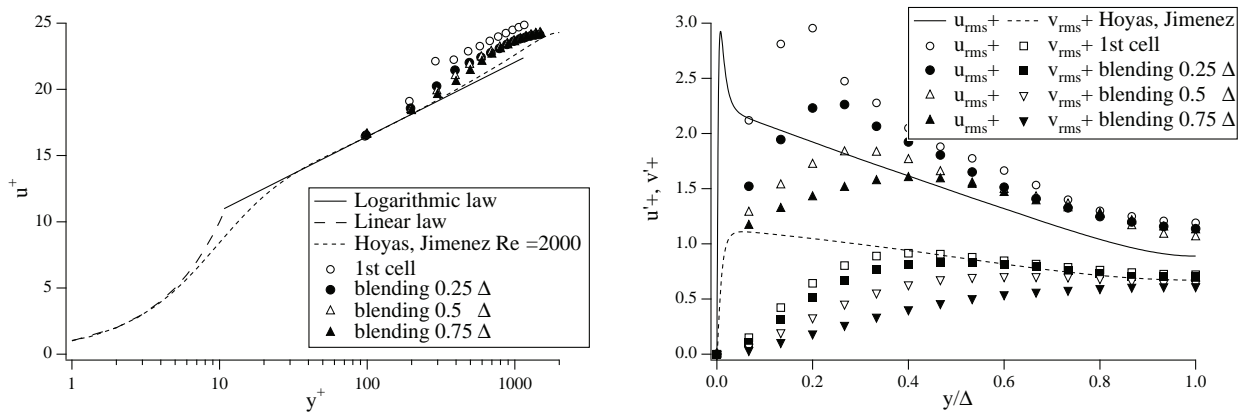 25
20
15
10
5
0
u+
1
10
100
1000
y+
Logarithmic law
Linear law
Hoyas, Jimenez Re =2000
1st cell
blending 0.25 Δ
blending 0.5 Δ
blending 0.75 Δ
3.0
2.5
2.0
1.5
1.0
0.5
0.0
u'+, v'+
0.0
0.2
0.4
0.6
0.8
1.0
y/Δ
urms+ vrms+ Hoyas, Jimenez
urms+ vrms+ 1st cell
urms+ vrms+ blending 0.25 Δ
urms+ vrms+ blending 0.5 Δ
urms+ vrms+ blending 0.75 Δ